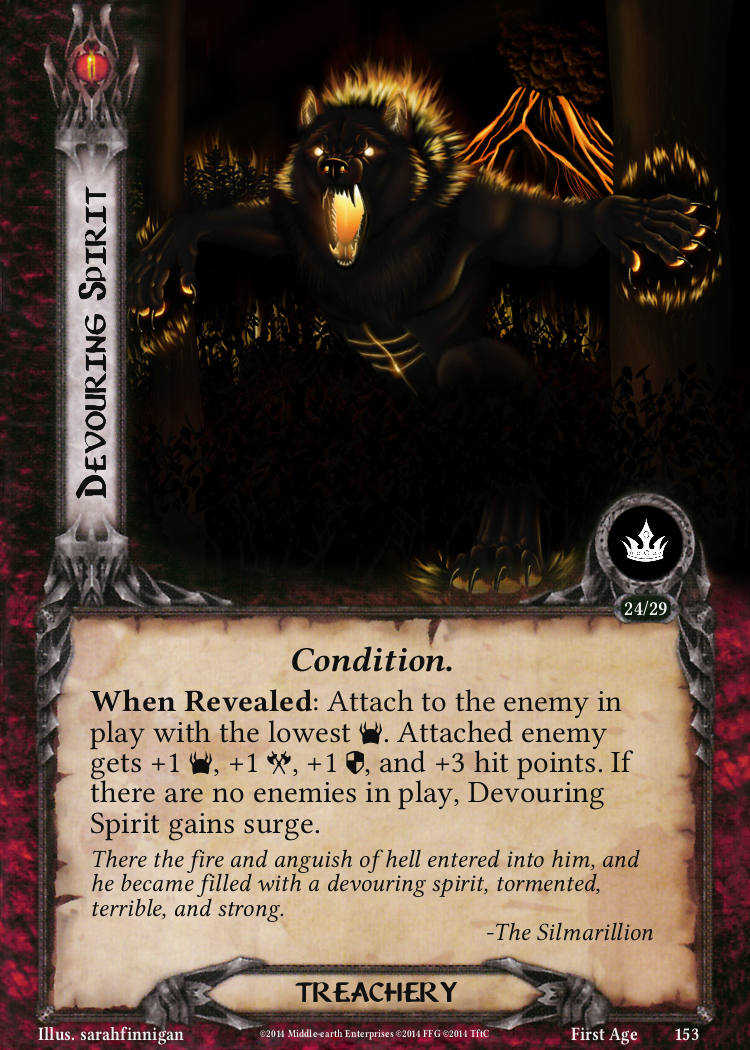 DEVOURING SPIRIT
24/29
Condition.
When Revealed: Attach to the enemy in
play with the lowest . Attached enemy
gets +1 , +1 , +1 , and +3 hit points. If
there are no enemies in play, Devouring
Spirit gains surge.
There the fire and anguish of hell entered into him, and
he became filled with a devouring spirit, tormented,
terrible, and strong.
-The Silmarillion
TREACHERY
Illus. sarahfinnigan ©2014 Middle-earth Enterprises ©2014 FFG ©2014 TftC First Age 153